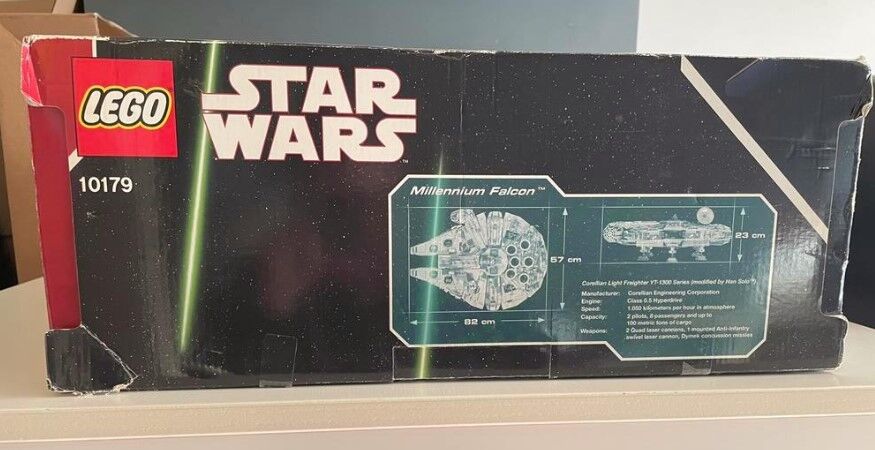 LEGO
STAR
WARS™
10179
Millennium Falcon™
57 cm
82 cm
23 cm
Corellian Light Freighter YT-1300 Series (modified by Han Solo™)
Manufacturer: Corellian Engineering Corporation
Engine: Class 0.5 Hyperdrive
Speed: 1.050 kilometers per hour in atmosphere
Capacity: 2 pilots, 6 passengers and up to
100 metric tons of cargo
Weapons: 2 Quad laser cannons, 1 mounted Anti-Infantry
swivel laser cannon, Dymek concussion missiles